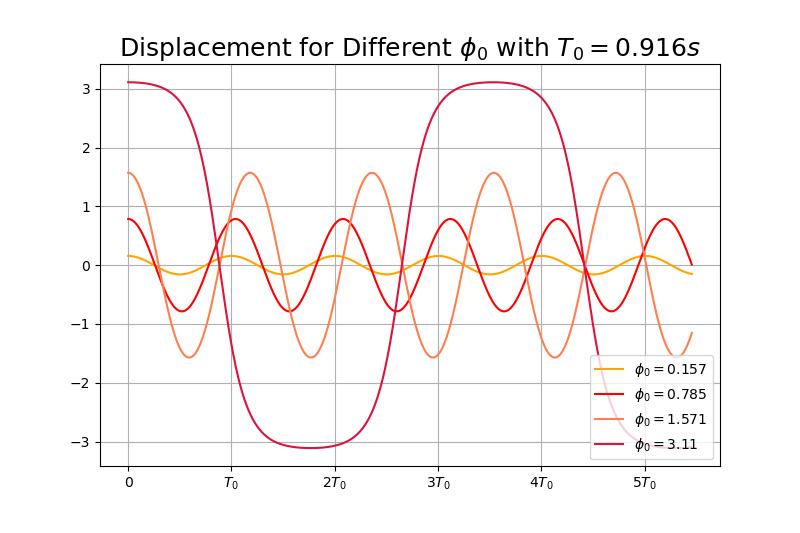 Displacement for Different ϕ₀ with T₀ = 0.916s
3
2
1
0
−1
−2
−3
0 T₀ 2T₀ 3T₀ 4T₀ 5T₀
ϕ₀ = 0.157
ϕ₀ = 0.785
ϕ₀ = 1.571
ϕ₀ = 3.11